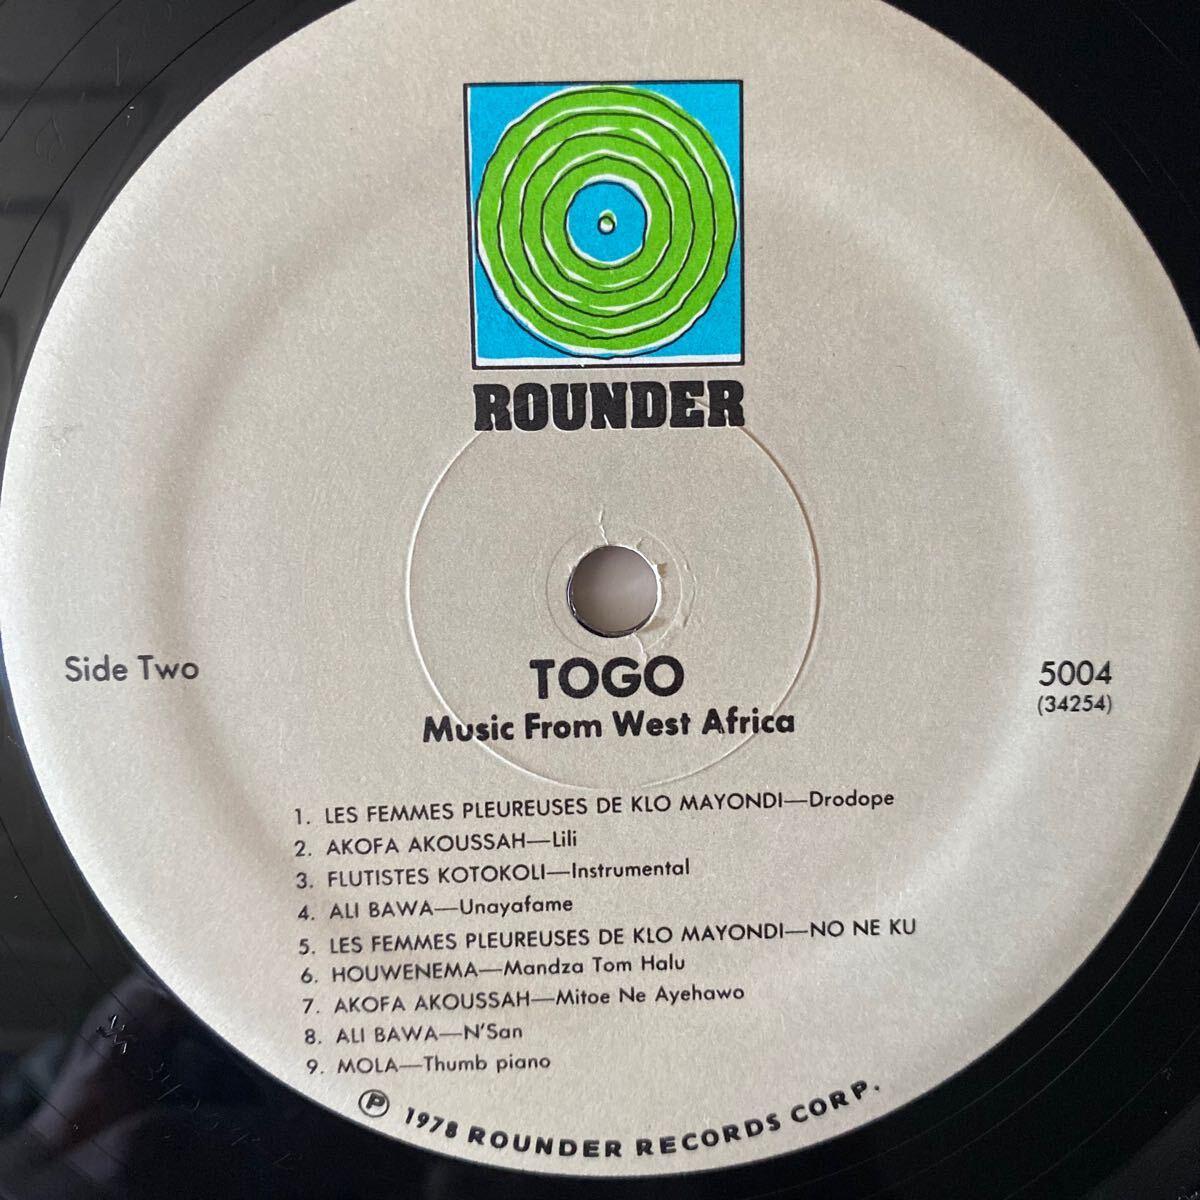 ROUNDER
Side Two
TOGO
5004
Music From West Africa
(34254)
1. LES FEMMES PLEUREUSES DE KLO MAYONDI—Drodope
2. AKOFA AKOUSSAH—Lili
3. FLUTISTES KOTOKOLI—Instrumental
4. ALI BAWA—Unayafame
5. LES FEMMES PLEUREUSES DE KLO MAYONDI—NO NE KU
6. HOUWENEMA—Mandza Tom Halu
7. AKOFA AKOUSSAH—Mitoe Ne Ayehawo
8. ALI BAWA—N'San
9. MOLA—Thumb piano
℗ 1978 ROUNDER RECORDS CORP.